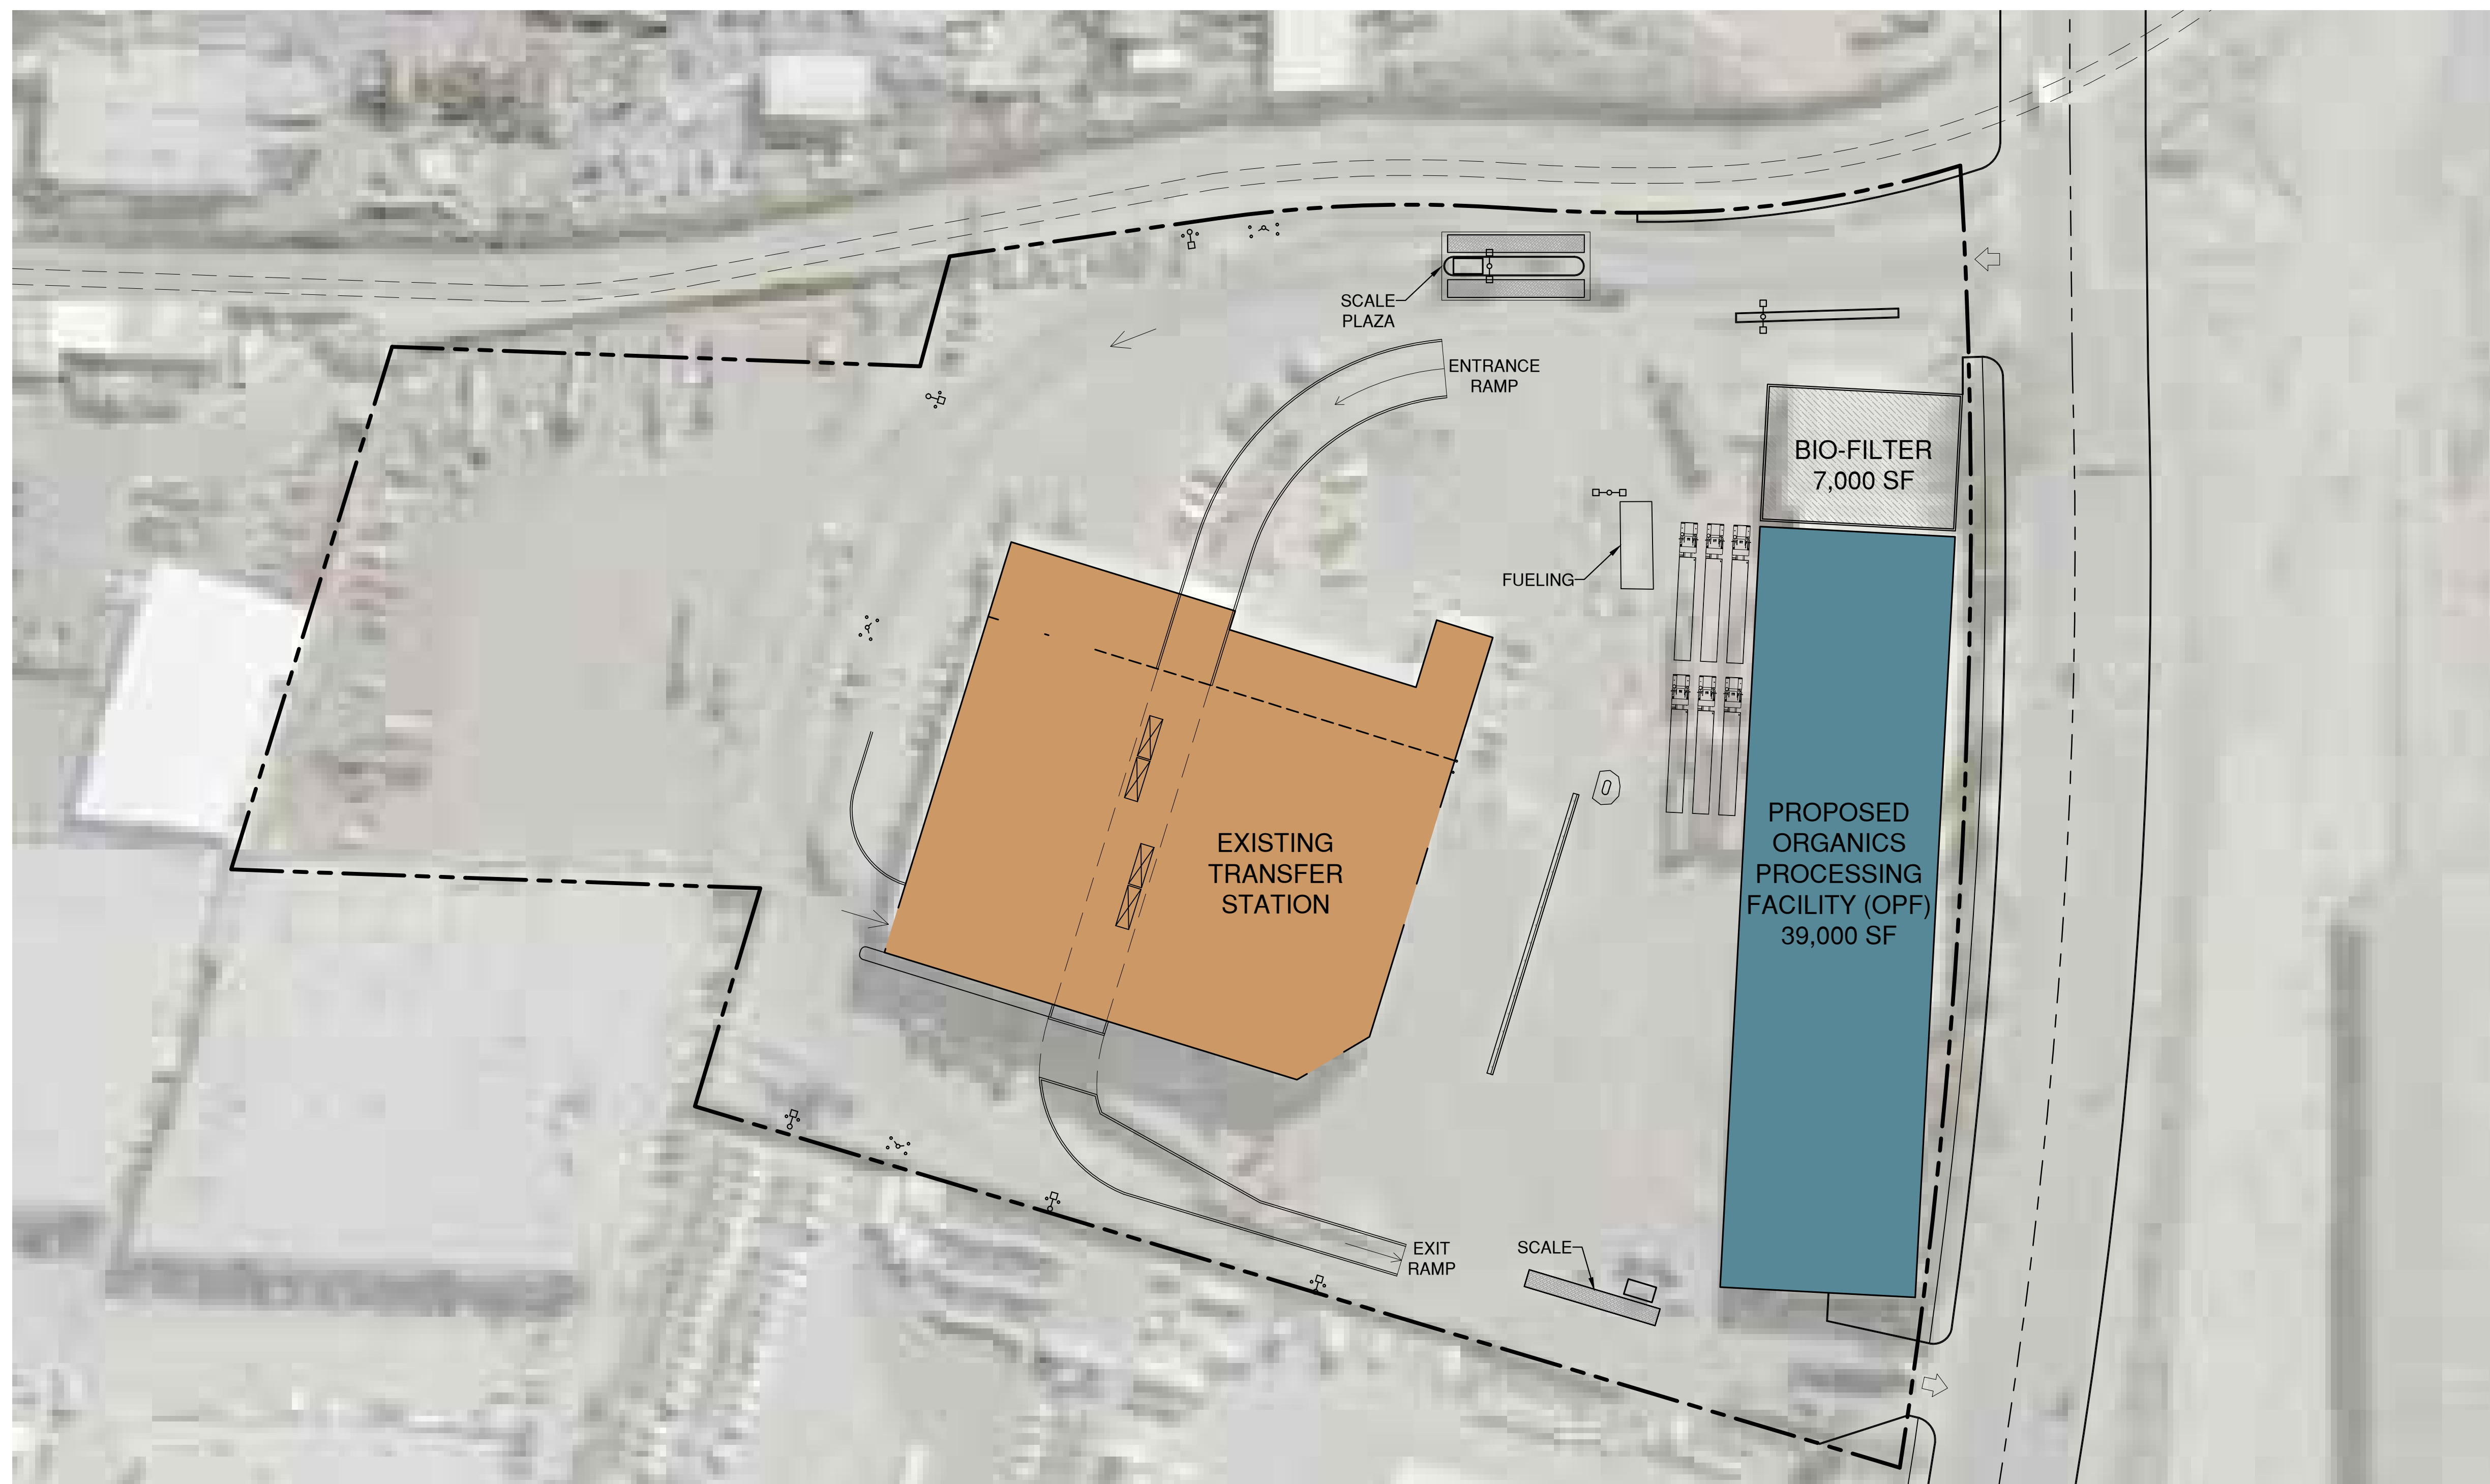 SCALE
PLAZA
ENTRANCE
RAMP
BIO-FILTER
7,000 SF
FUELING
EXISTING
TRANSFER
STATION
PROPOSED
ORGANICS
PROCESSING
FACILITY (OPF)
39,000 SF
EXIT
RAMP
SCALE